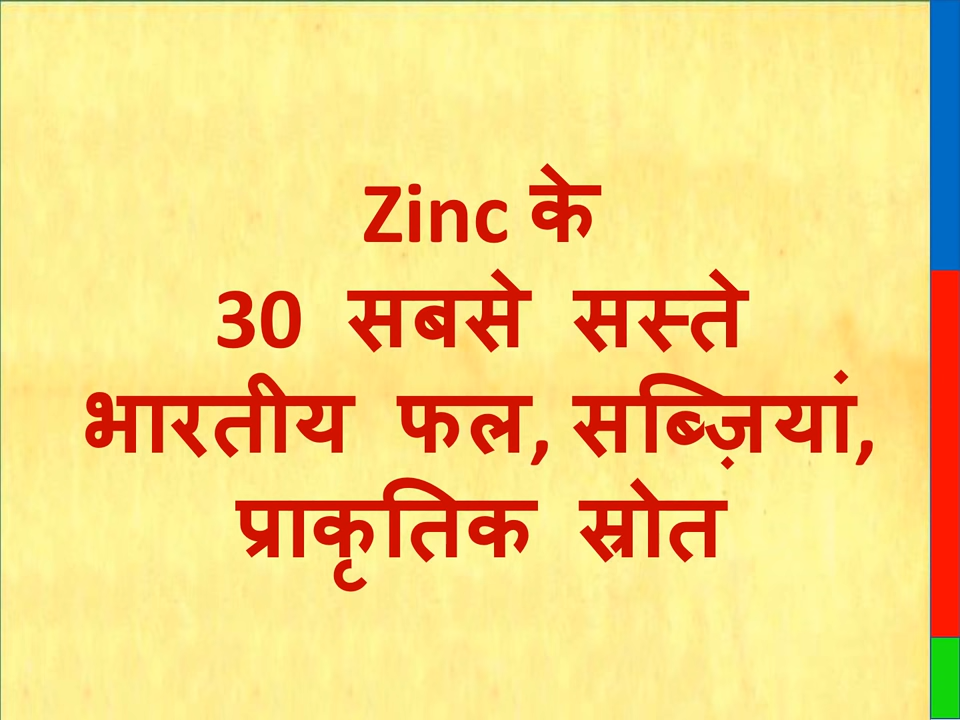 Zinc के
30 सबसे सस्ते
भारतीय फल, सब्ज़ियां,
प्राकृतिक स्रोत